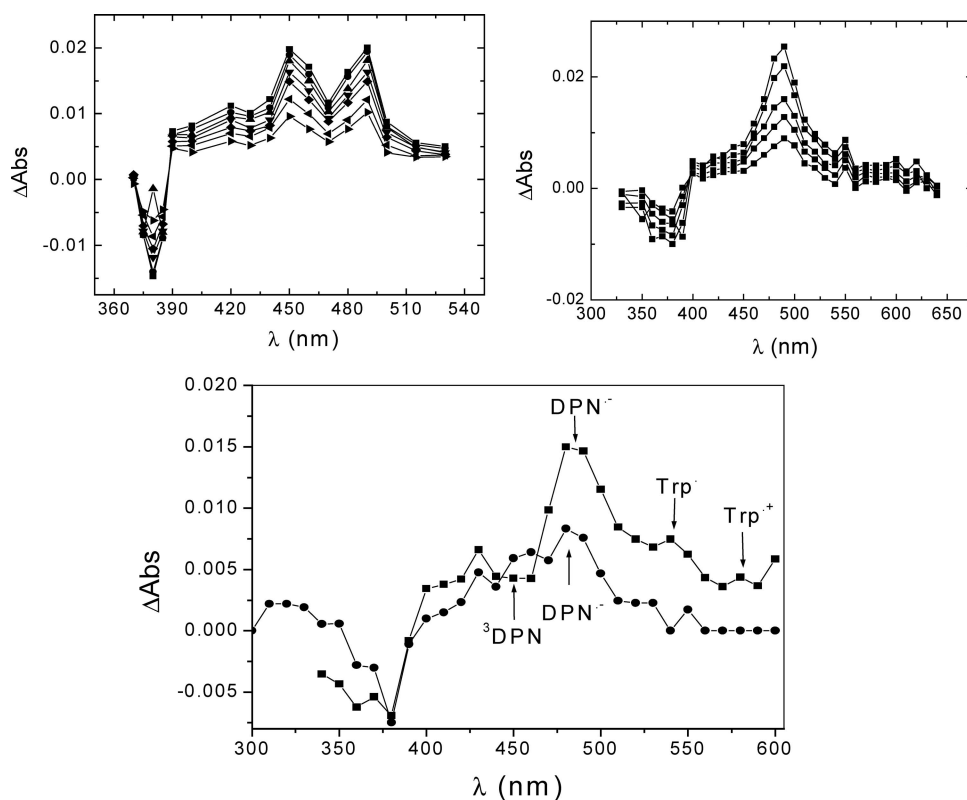 0.02
0.01
0.00
-0.01
ΔAbs
360 390 420 450 480 510 540
λ (nm)
0.02
0.00
-0.02
ΔAbs
300 350 400 450 500 550 600 650
λ (nm)
0.020
0.015
0.010
0.005
0.000
-0.005
ΔAbs
DPN·-
Trp·
Trp·+
³DPN
DPN·-
300 350 400 450 500 550 600
λ (nm)